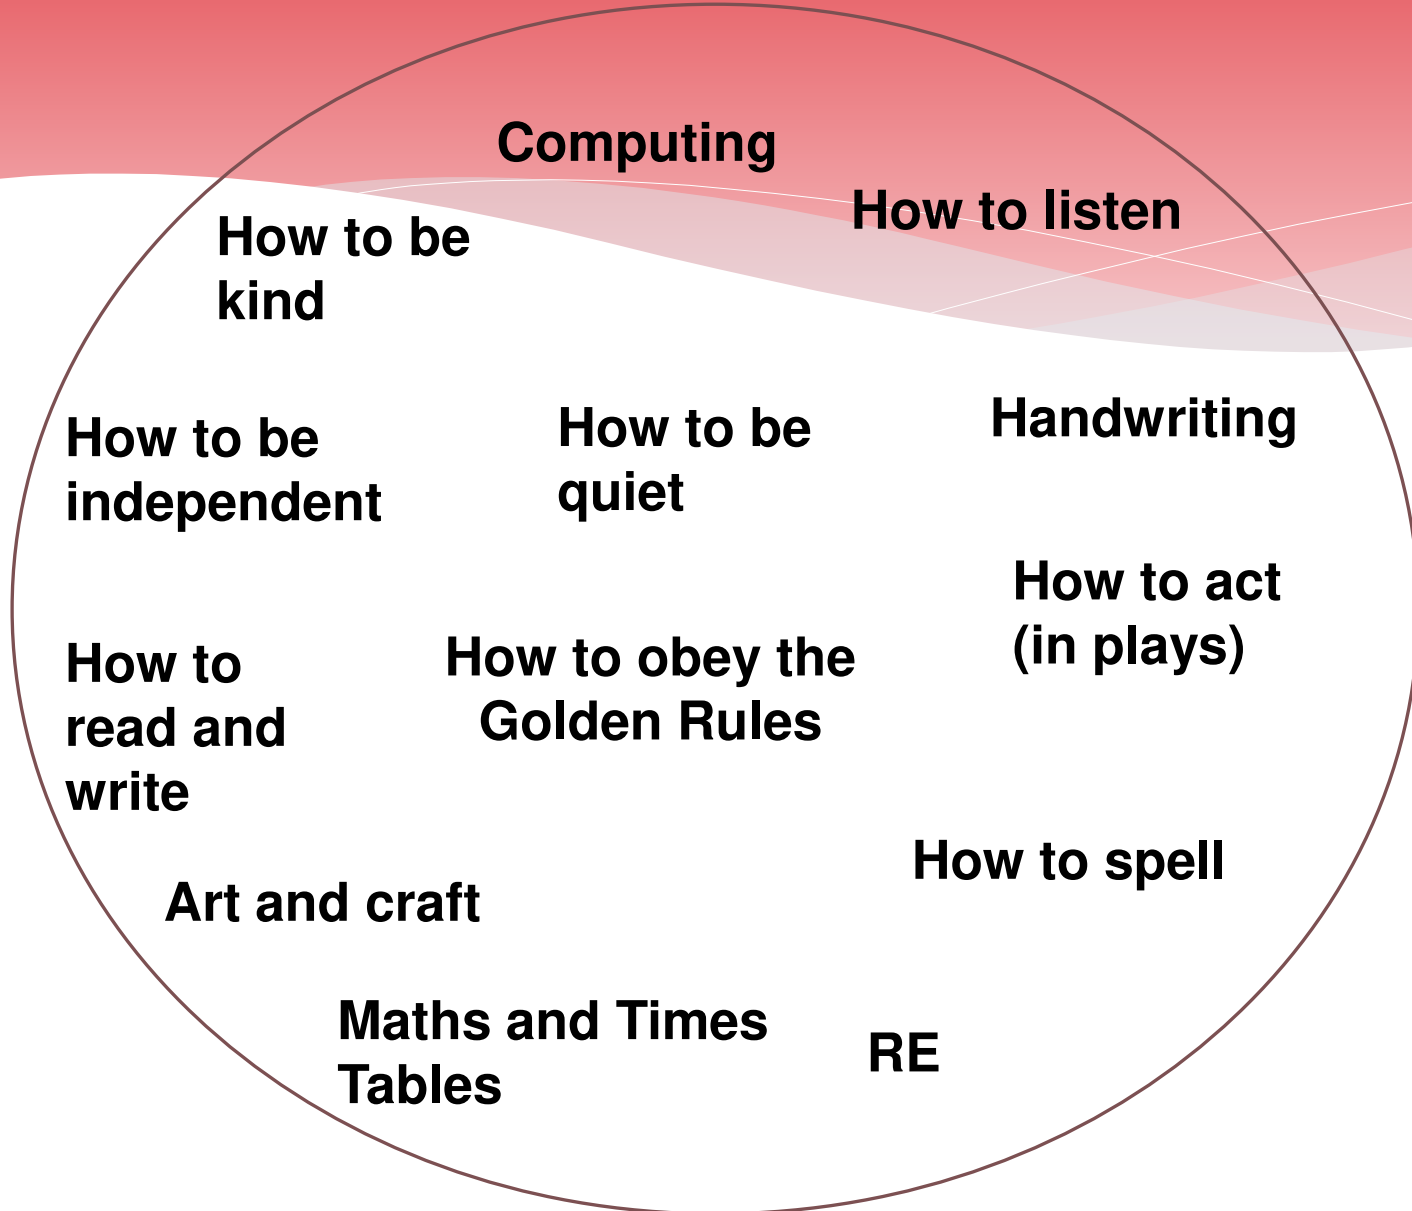 Computing
How to listen
How to be
kind
How to be
independent
How to be
quiet
Handwriting
How to act
(in plays)
How to
read and
write
How to obey the
Golden Rules
How to spell
Art and craft
Maths and Times
Tables
RE